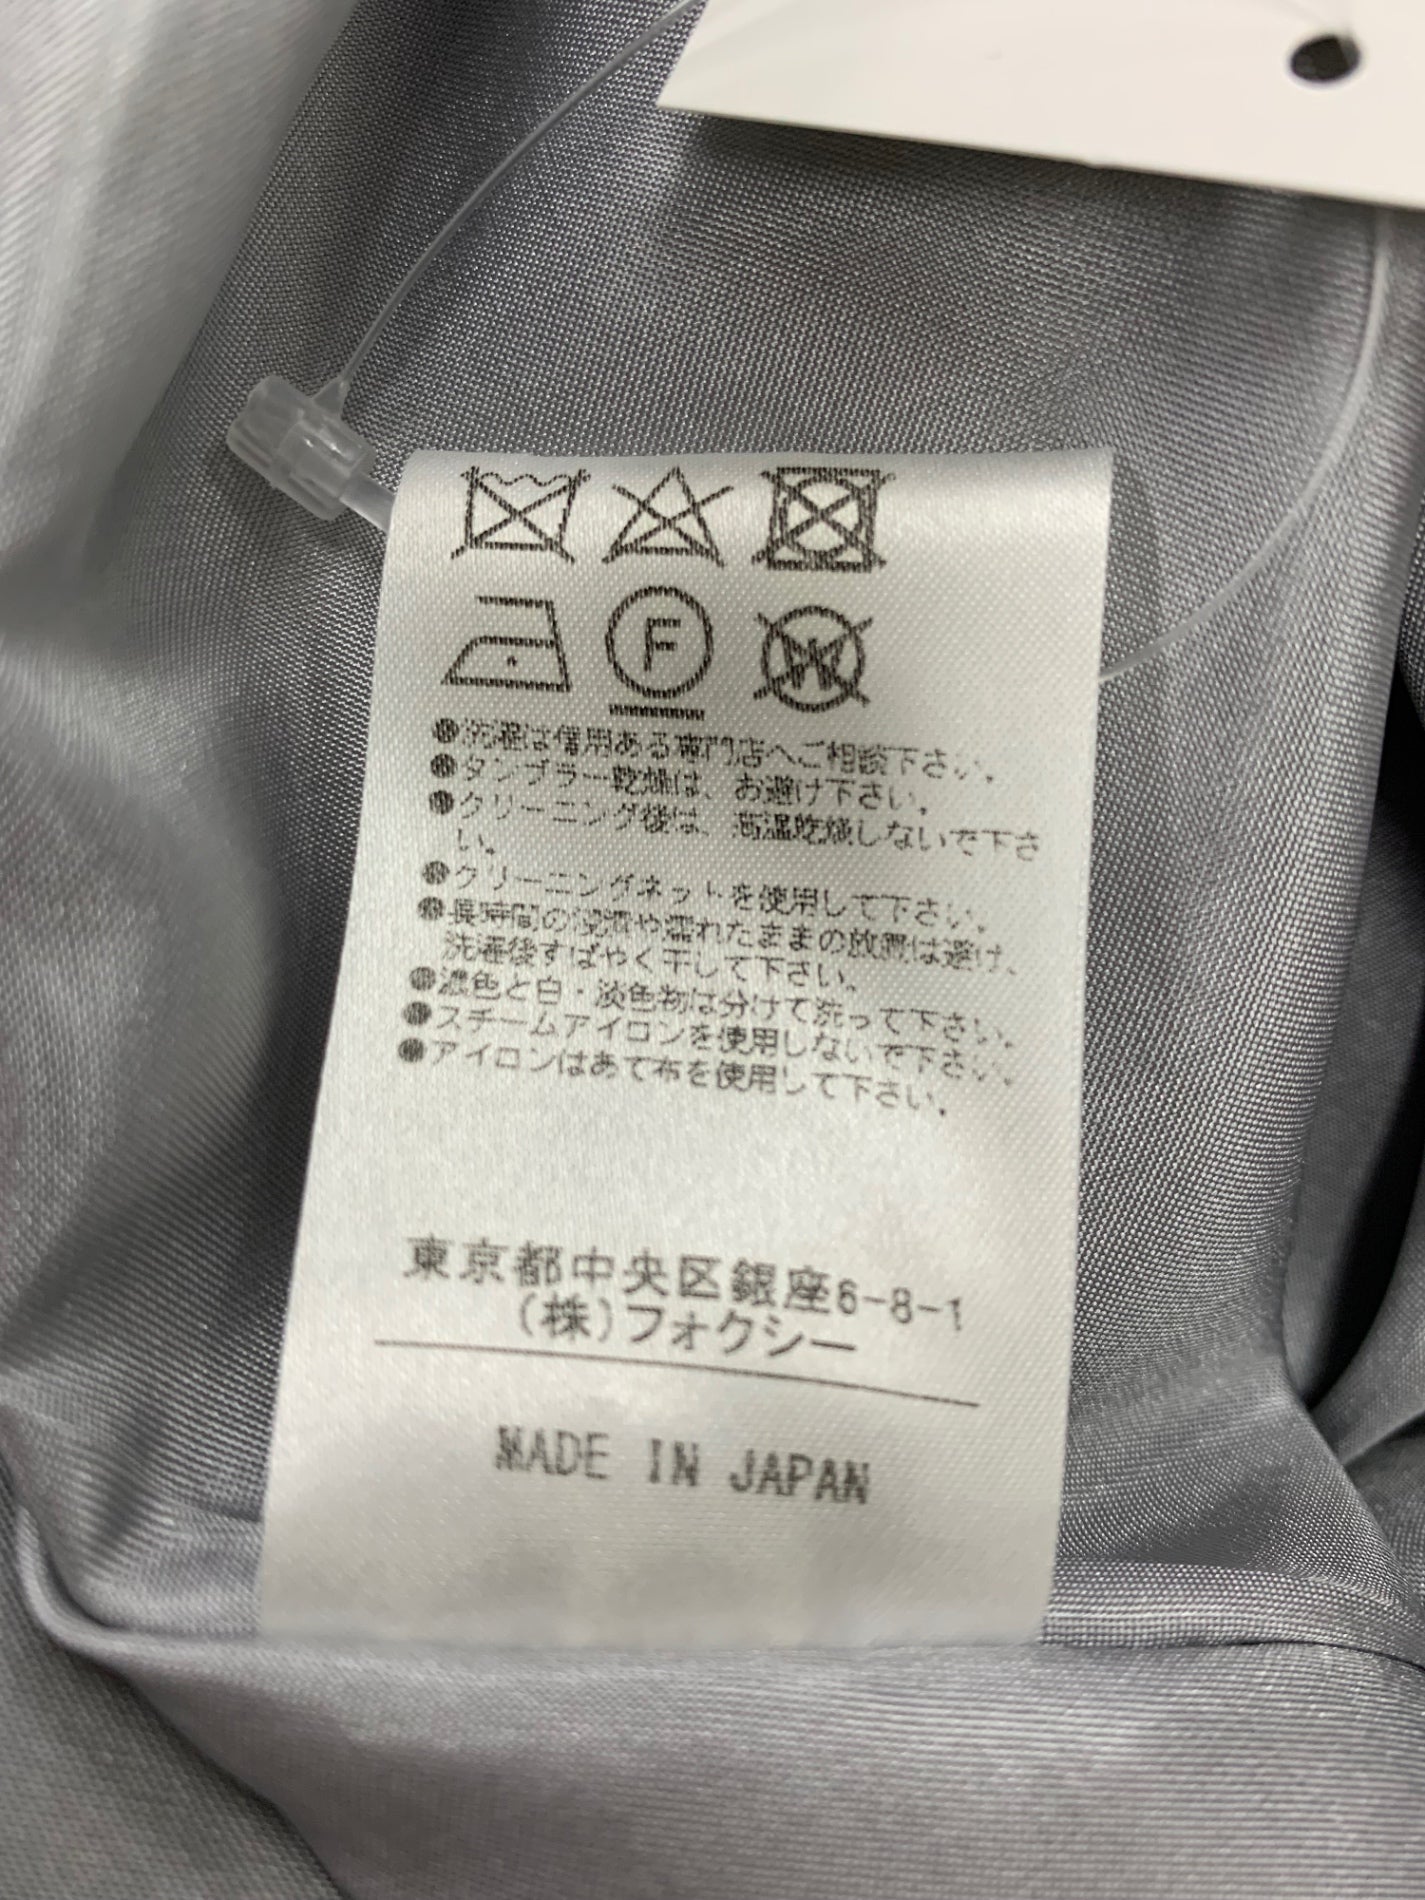 F
W
●洗濯は信用ある専門店へご相談下さい。
●タンブラー乾燥は、お避け下さい。
●クリーニング後は、高温乾燥しないで下さ
い。
●クリーニングネットを使用して下さい。
●長時間の浸漬や濡れたままの放置は避け、
洗濯後すばやく干して下さい。
●濃色と白・淡色物は分けて洗って下さい。
●スチームアイロンを使用しないで下さい。
●アイロンはあて布を使用して下さい。
東京都中央区銀座6-8-1
(株)フォクシー
MADE IN JAPAN